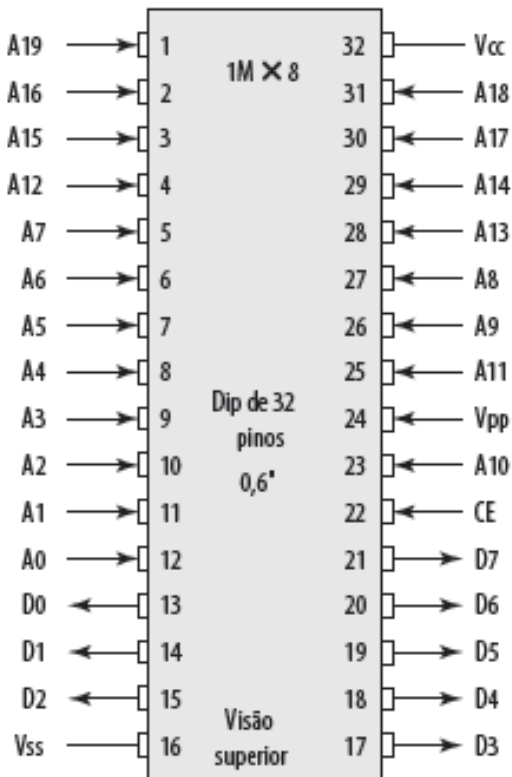 A19 1 32 Vcc
1M × 8
A16 2 31 A18
A15 3 30 A17
A12 4 29 A14
A7 5 28 A13
A6 6 27 A8
A5 7 26 A9
A4 8 25 A11
A3 9 Dip de 32 24 Vpp
pinos
A2 10 23 A10
0,6"
A1 11 22 CE
A0 12 21 D7
D0 13 20 D6
D1 14 19 D5
D2 15 18 D4
Visão
Vss 16 superior 17 D3